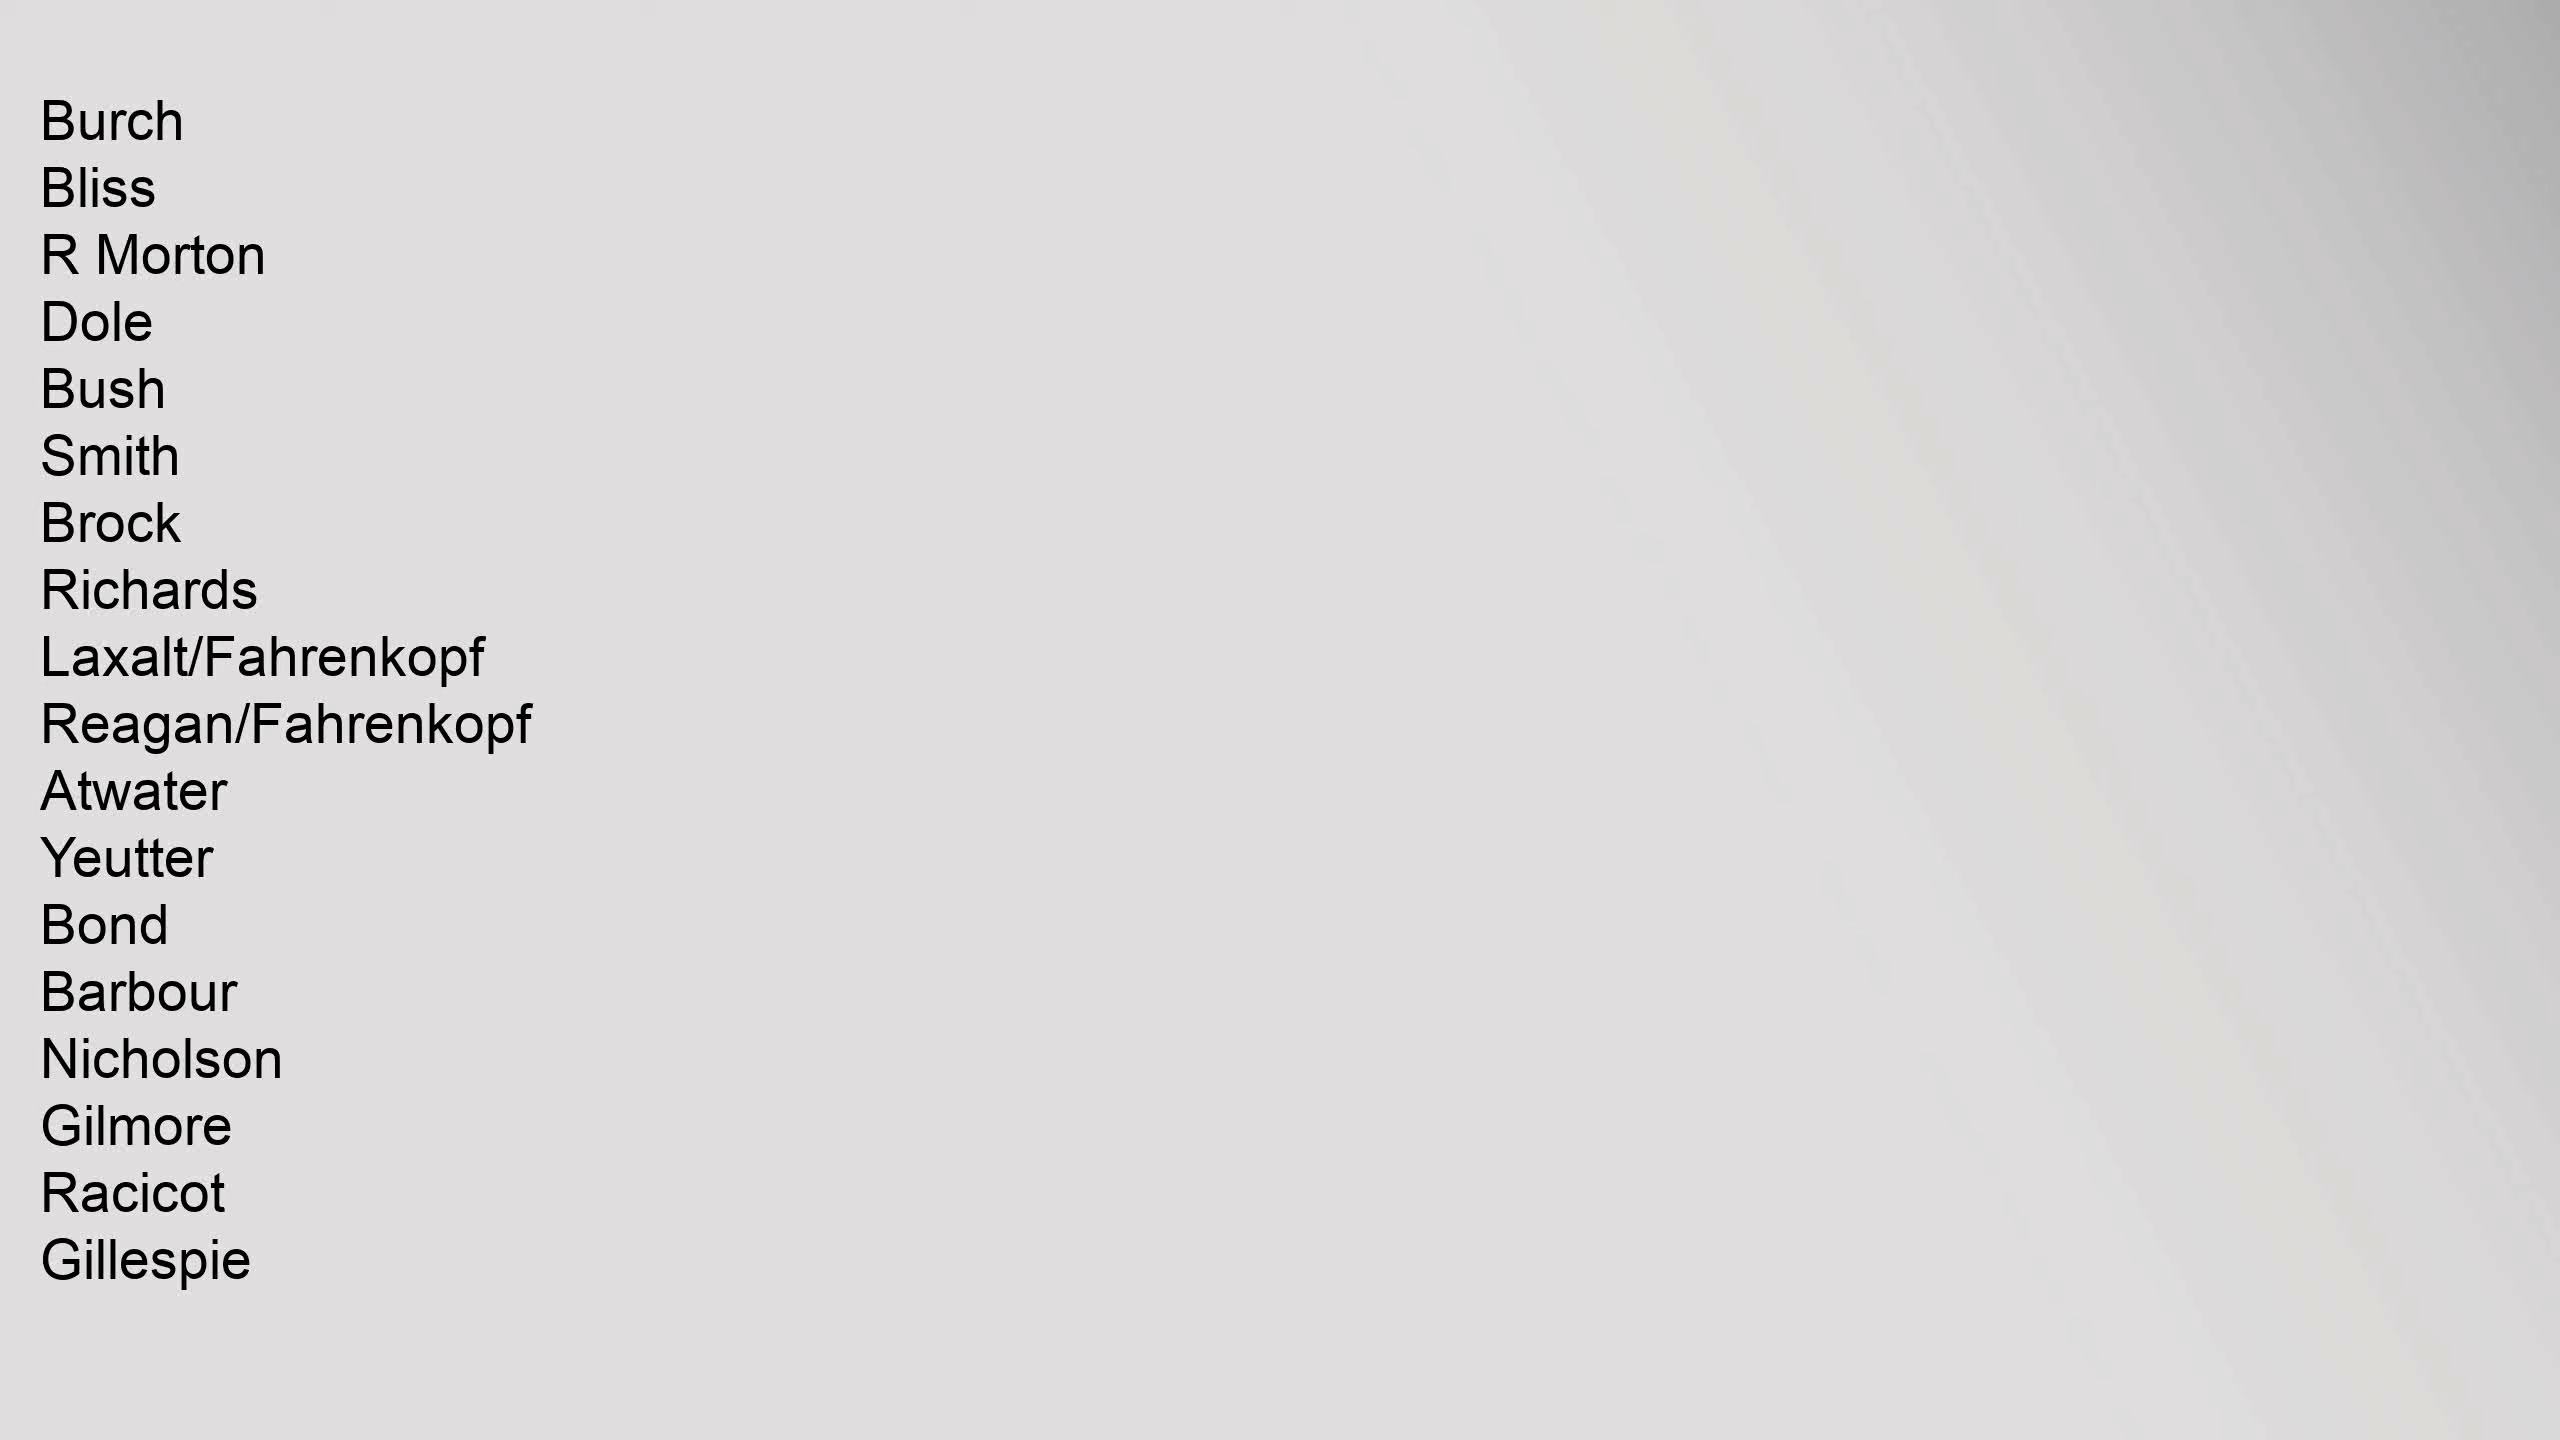 Burch
Bliss
R Morton
Dole
Bush
Smith
Brock
Richards
Laxalt/Fahrenkopf
Reagan/Fahrenkopf
Atwater
Yeutter
Bond
Barbour
Nicholson
Gilmore
Racicot
Gillespie